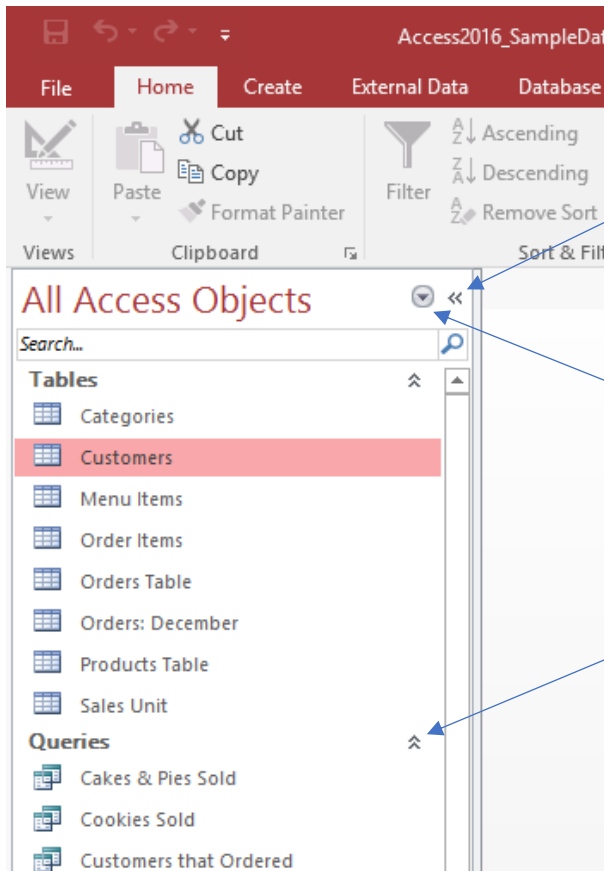 Access2016_SampleDat
File Home Create External Data Database
View
Paste
Cut
Copy
Format Painter
Filter
Ascending
Descending
Remove Sort
Views Clipboard Sort & Filt
All Access Objects
Search...
Tables
Categories
Customers
Menu Items
Order Items
Orders Table
Orders: December
Products Table
Sales Unit
Queries
Cakes & Pies Sold
Cookies Sold
Customers that Ordered